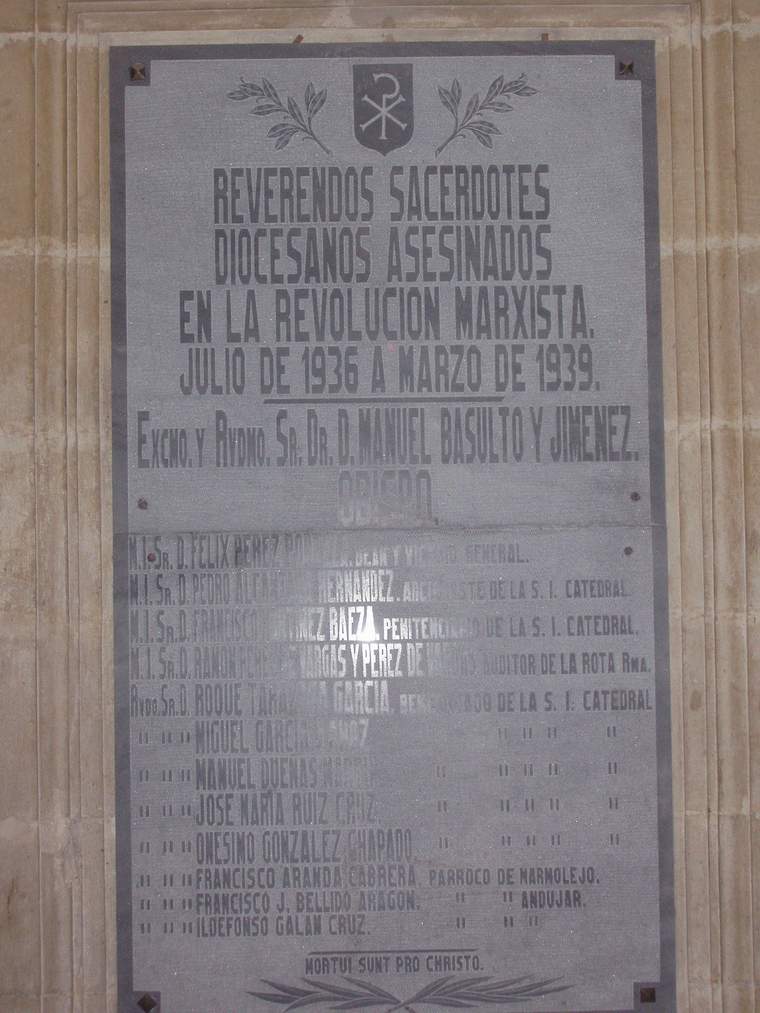 REVERENDOS SACERDOTES
DIOCESANOS ASESINADOS
EN LA REVOLUCION MARXISTA.
JULIO DE 1936 A MARZO DE 1939.
EXCMO. Y RVDMO. SR. DR. D. MANUEL BASULTO Y JIMENEZ.
OBISPO
M.I. SR. D. FELIX PEREZ DEAN Y GENERAL.
M.I. SR. D. PEDRO HERNANDEZ. DE LA S. I. CATEDRAL.
M.I. SR. D. FRANCISCO BAEZA. PENITENCIARIO DE LA S. I. CATEDRAL.
M.I. SR. D. RAMON VARGAS Y PEREZ DE AUDITOR DE LA ROTA RMA.
RVDO. SR. D. ROQUE GARCIA. BENEFICIADO DE LA S. I. CATEDRAL
" " " MIGUEL GARCIA " " " "
" " " MANUEL DUEÑAS " " " " "
" " " JOSE MARIA RUIZ CRUZ. " " " " "
" " " ONESIMO GONZALEZ CHAPADO. " " " " "
" " " FRANCISCO ARANDA CABRERA. PARROCO DE MARMOLEJO.
" " " FRANCISCO J. BELLIDO ARAGON. " " ANDUJAR.
" " " ILDEFONSO GALAN CRUZ. " " "
MORTUI SUNT PRO CHRISTO.